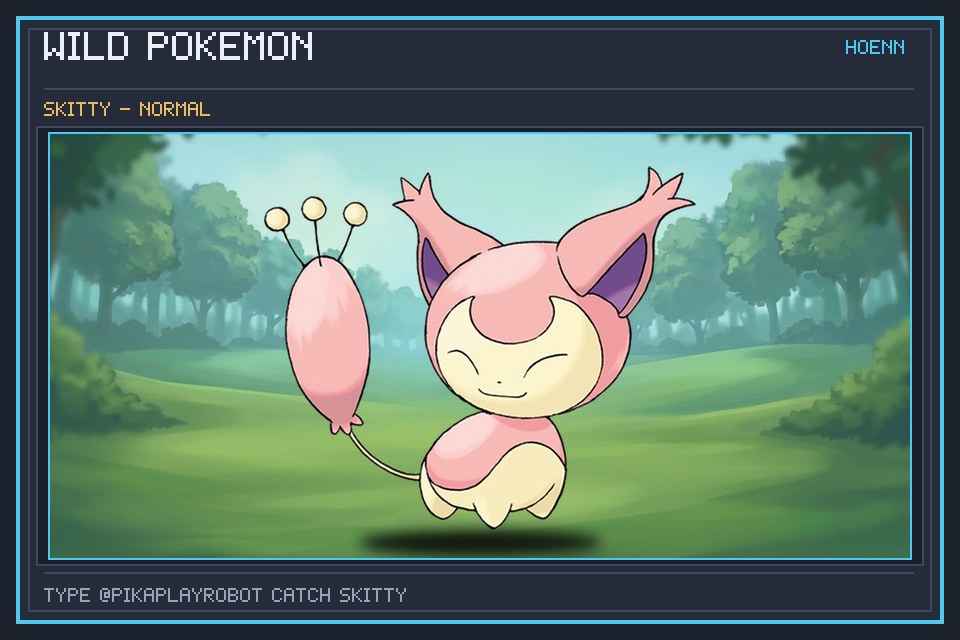 WILD POKEMON
HOENN
SKITTY - NORMAL
TYPE @PIKAPLAYROBOT CATCH SKITTY